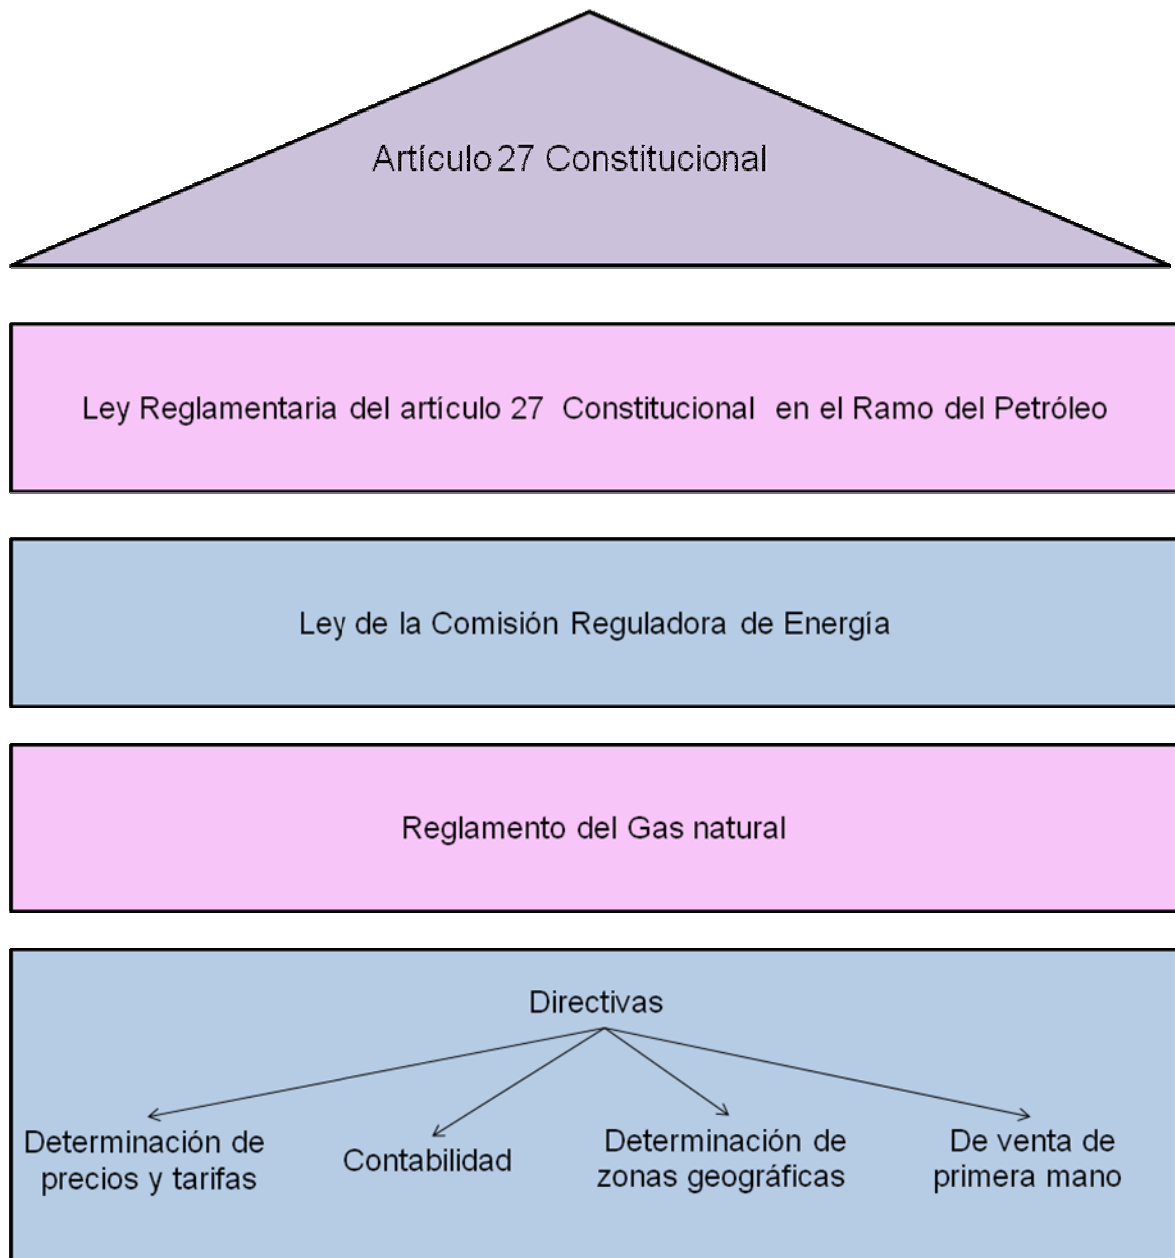 Artículo 27 Constitucional
Ley Reglamentaria del artículo 27 Constitucional en el Ramo del Petróleo
Ley de la Comisión Reguladora de Energía
Reglamento del Gas natural
Directivas
Determinación de
precios y tarifas
Contabilidad
Determinación de
zonas geográficas
De venta de
primera mano